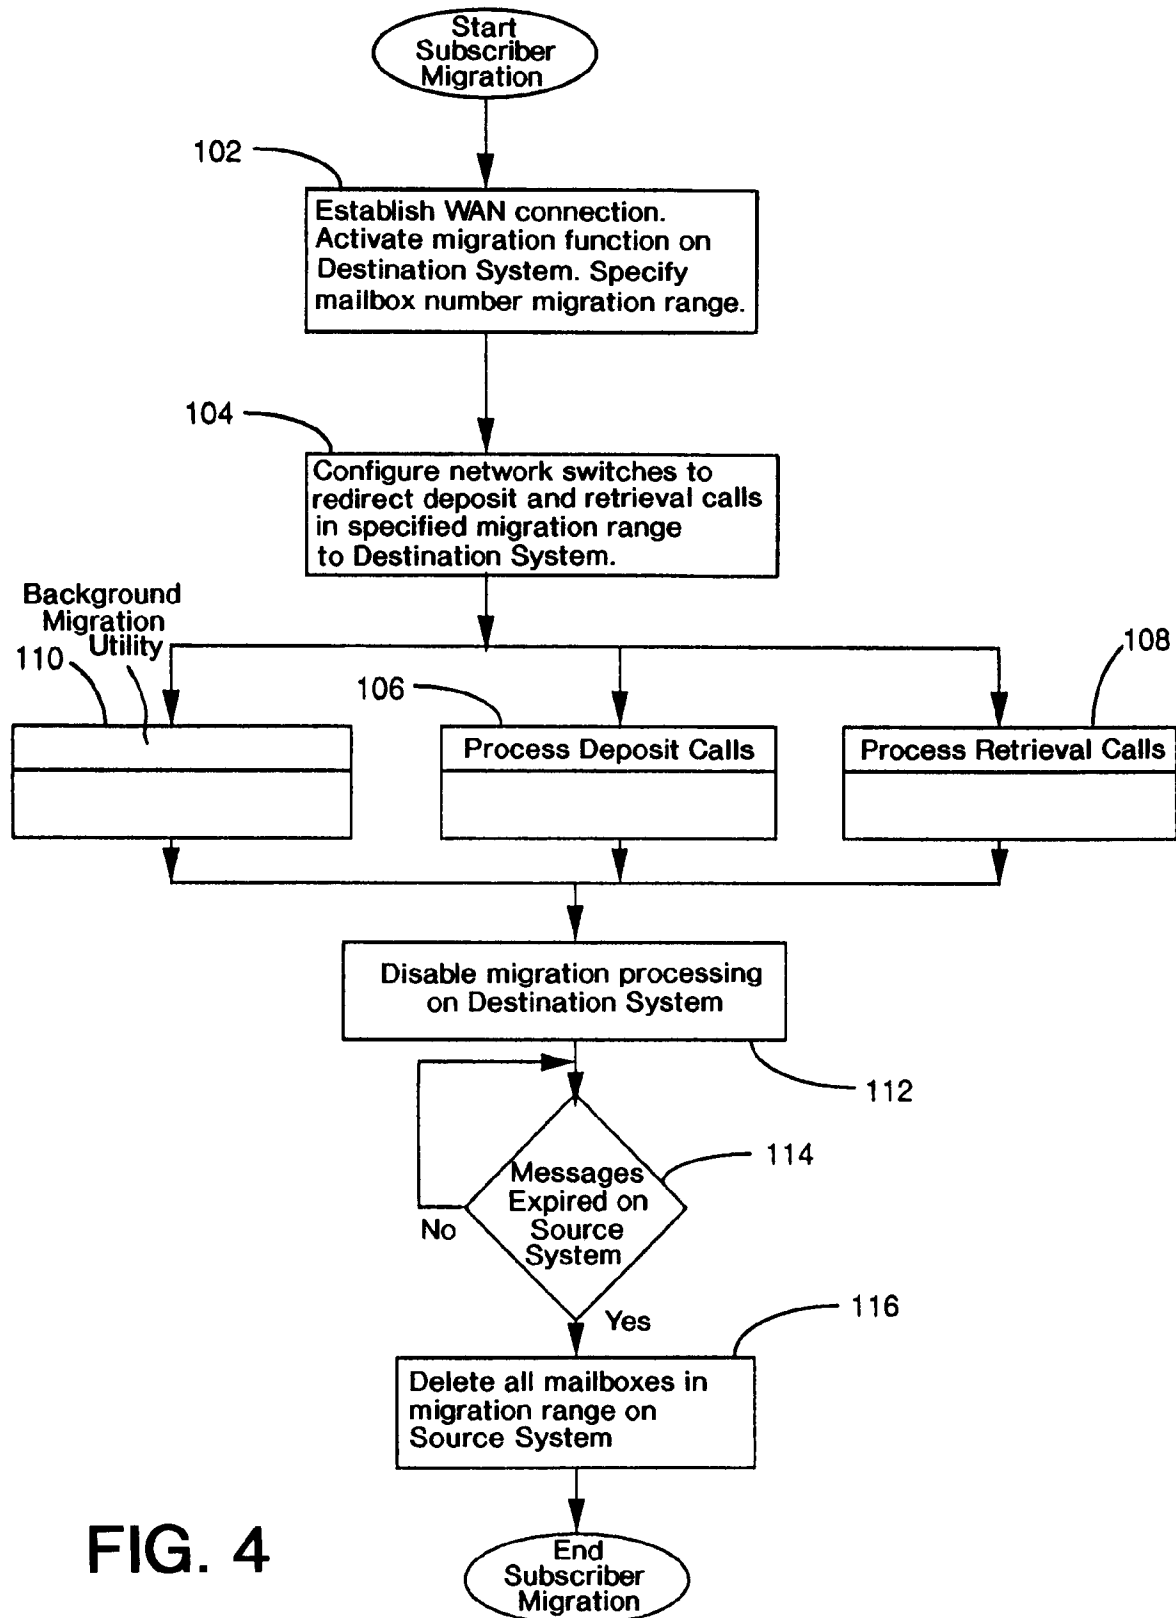 Start
Subscriber
Migration
102
Establish WAN connection.
Activate migration function on
Destination System. Specify
mailbox number migration range.
104
Configure network switches to
redirect deposit and retrieval calls
in specified migration range
to Destination System.
Background
Migration
Utility
110
106
108
Process Deposit Calls
Process Retrieval Calls
Disable migration processing
on Destination System
112
114
Messages
Expired on
Source
System
No
Yes
116
Delete all mailboxes in
migration range on
Source System
FIG. 4
End
Subscriber
Migration